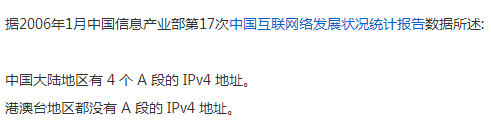 据2006年1月中国信息产业部第17次中国互联网络发展状况统计报告数据所述:
中国大陆地区有 4 个 A 段的 IPv4 地址。
港澳台地区都没有 A 段的 IPv4 地址。